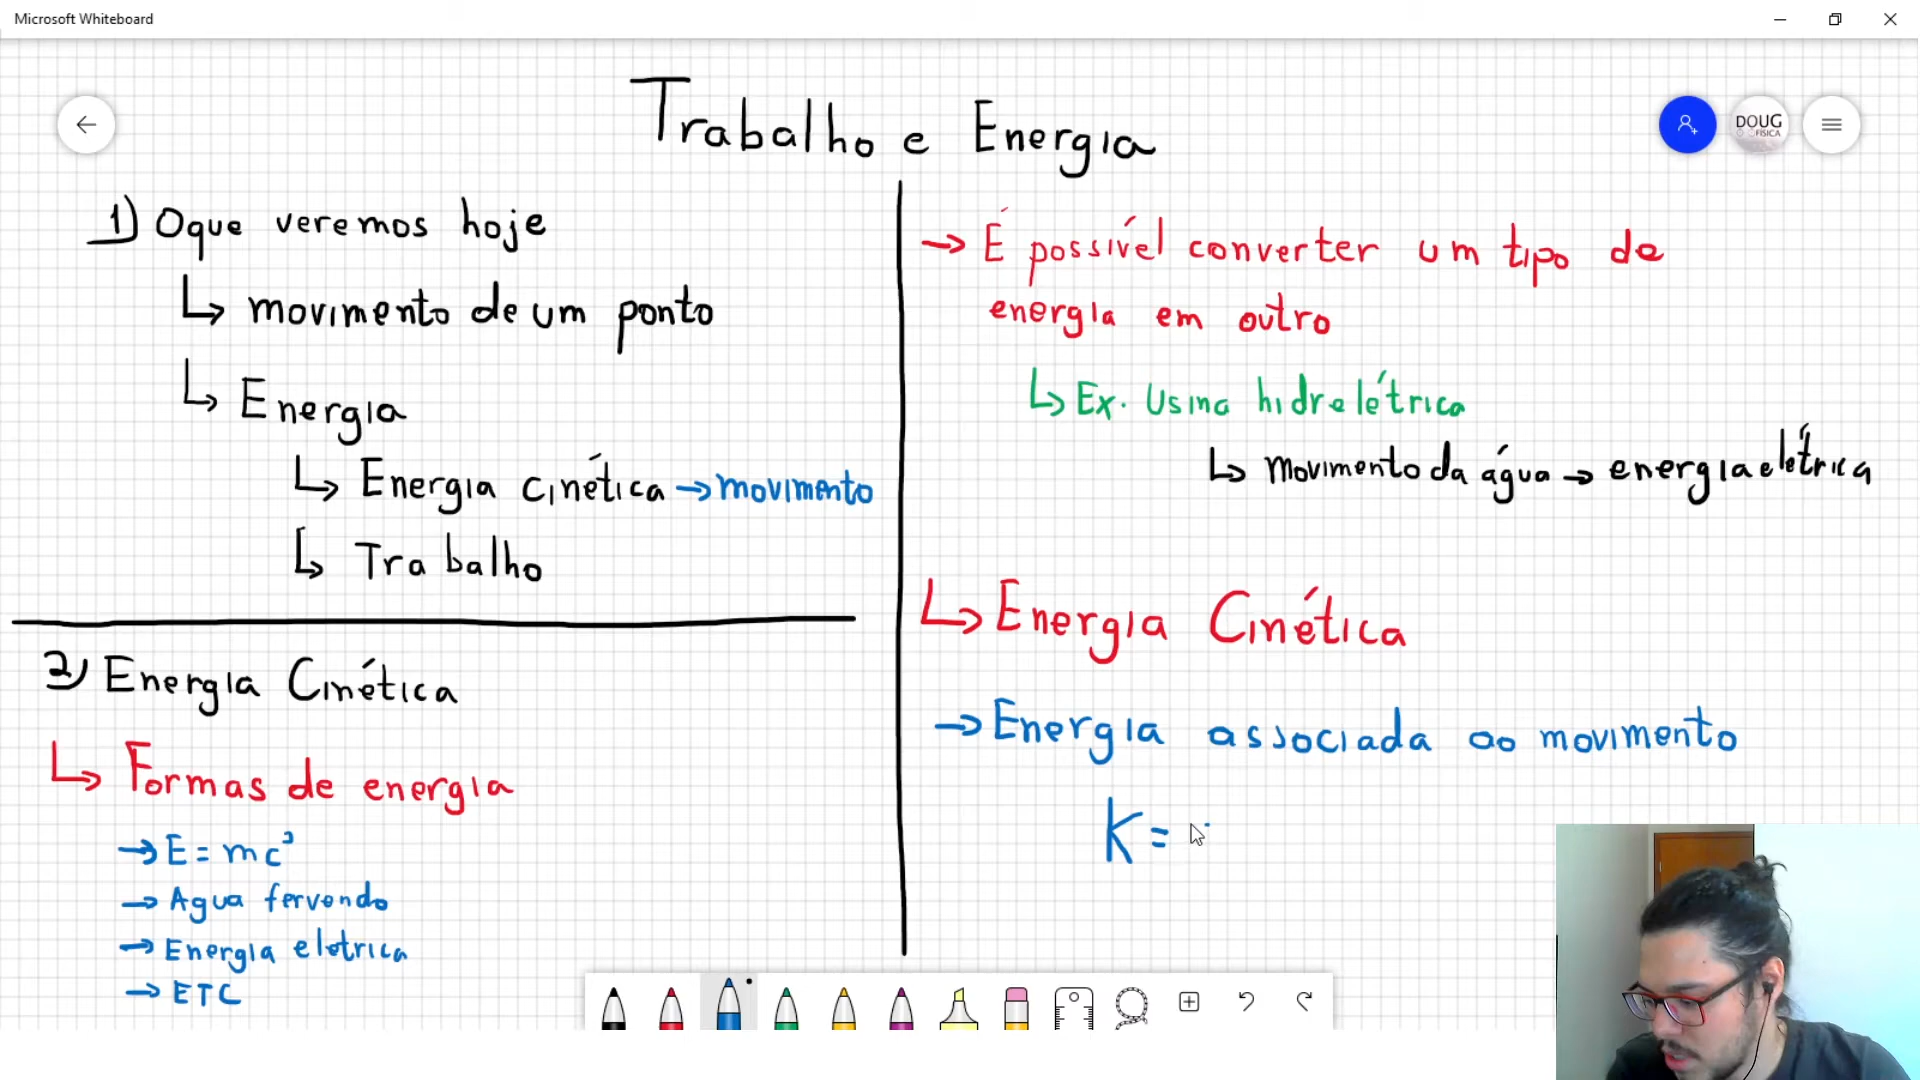 Microsoft Whiteboard
Trabalho e Energia
DOUG
FÍSICA
1) Oque veremos hoje
↳ movimento de um ponto
↳ Energia
↳ Energia cinética → movimento
↳ Trabalho
2) Energia Cinética
↳ Formas de energia
→ E = mc²
→ Agua fervendo
→ Energia eletrica
→ ETC
→ É possível converter um tipo de
energia em outro
↳ Ex. Usina hidrelétrica
↳ movimento da água → energia elétrica
↳ Energia Cinética
→ Energia associada ao movimento
K =